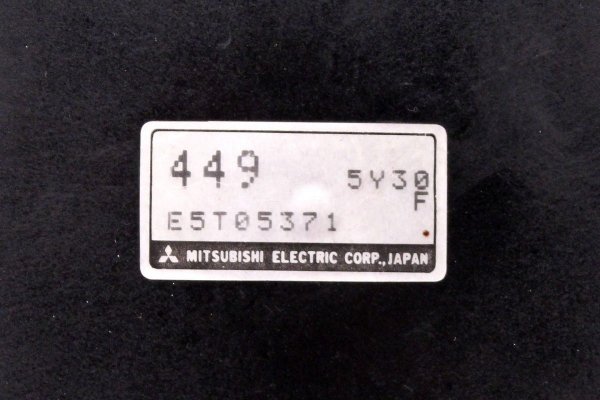 449 5Y30
F
E5T05371
MITSUBISHI ELECTRIC CORP., JAPAN